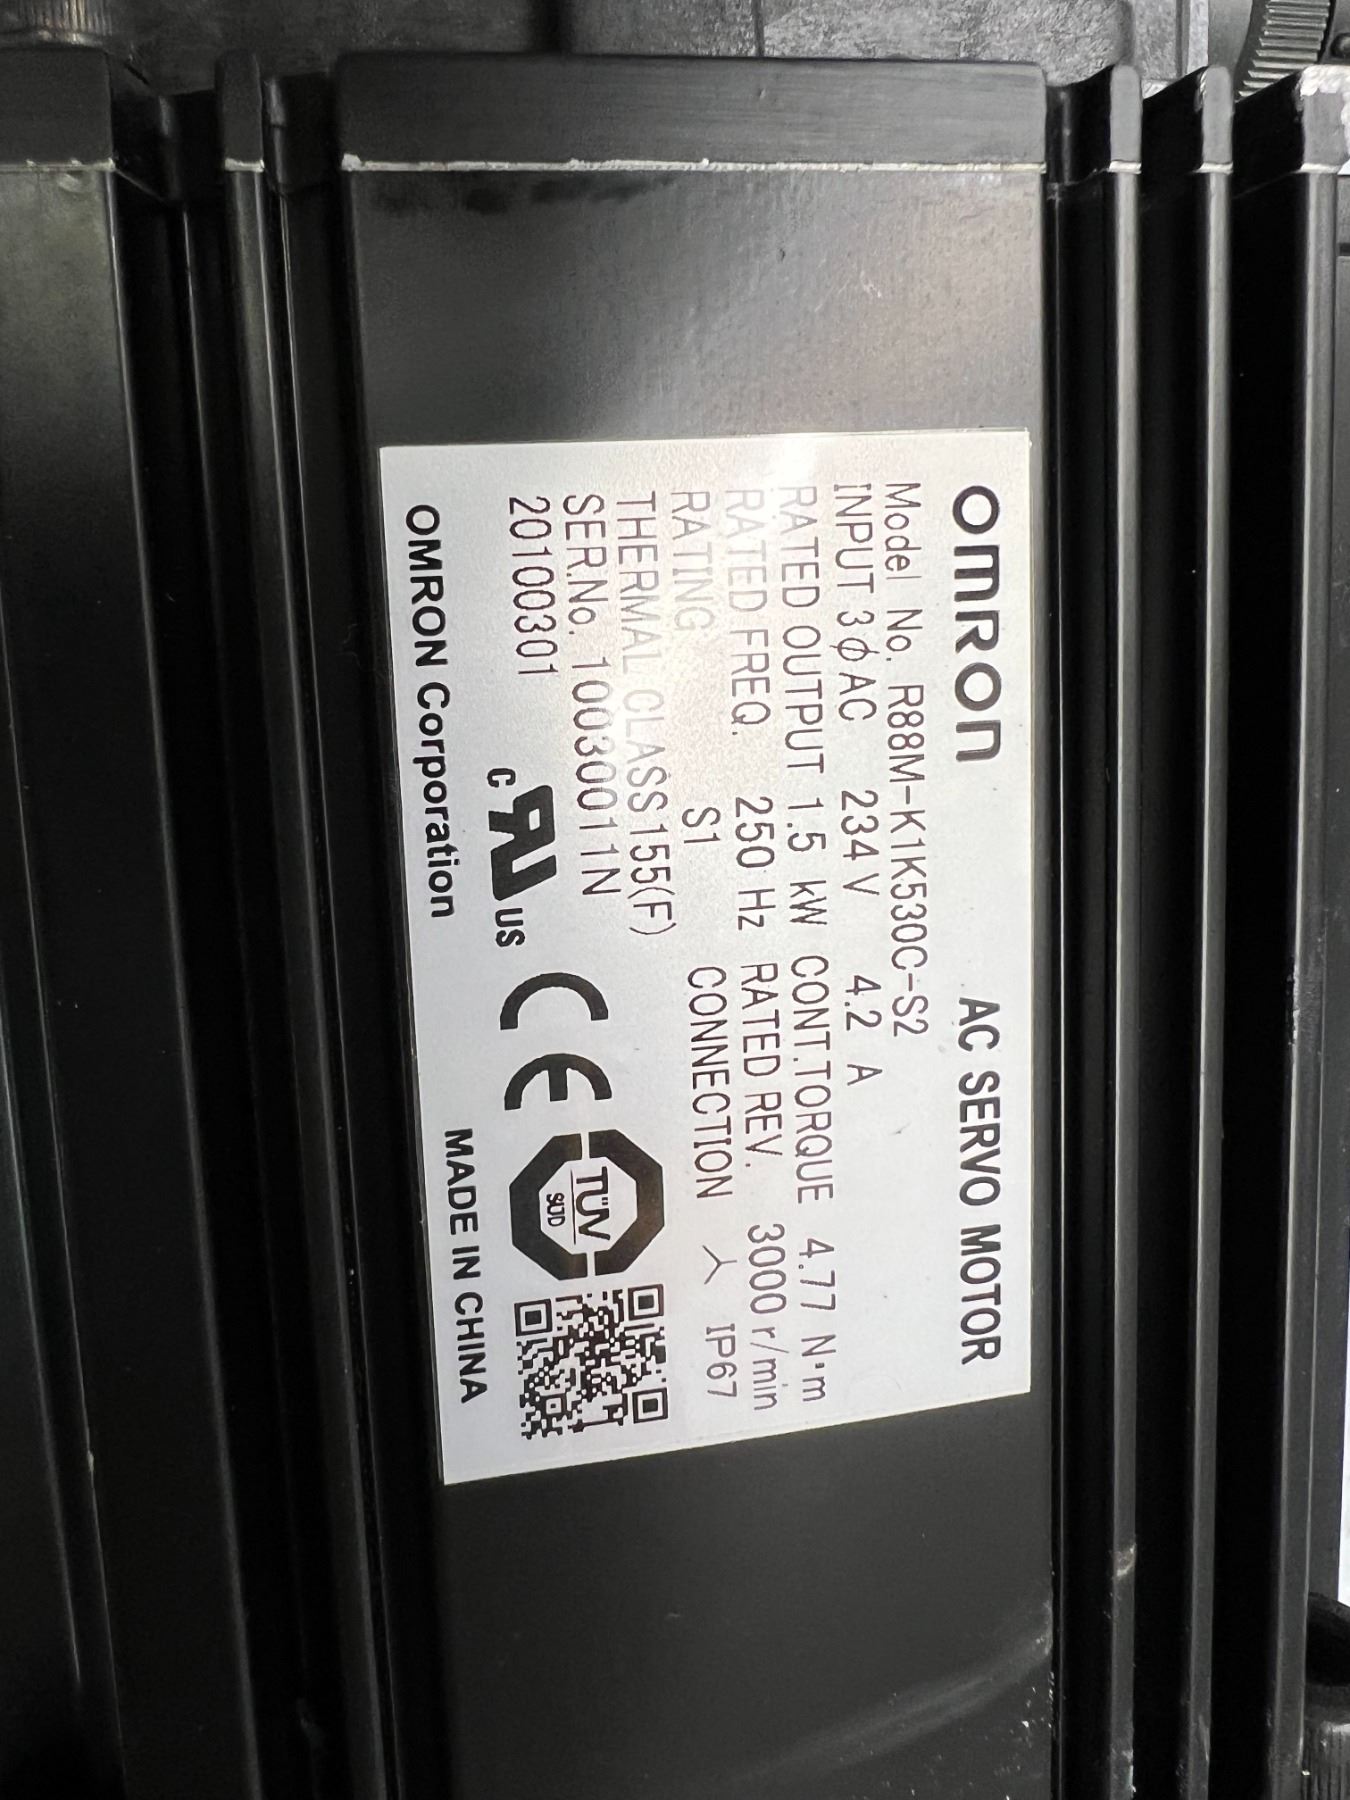 OMRON AC SERVO MOTOR
Model No. R88M-K1K530C-S2
INPUT 3ϕAC 234 V 4.2 A
RATED OUTPUT 1.5 kW CONT.TORQUE 4.77 N·m
RATED FREQ. 250 Hz RATED REV. 3000 r/min
RATING S1 CONNECTION 人 IP67
THERMAL CLASS155(F)
SER.No. 10030011N
20100301
c RU US CE TÜV SÜD
OMRON Corporation MADE IN CHINA